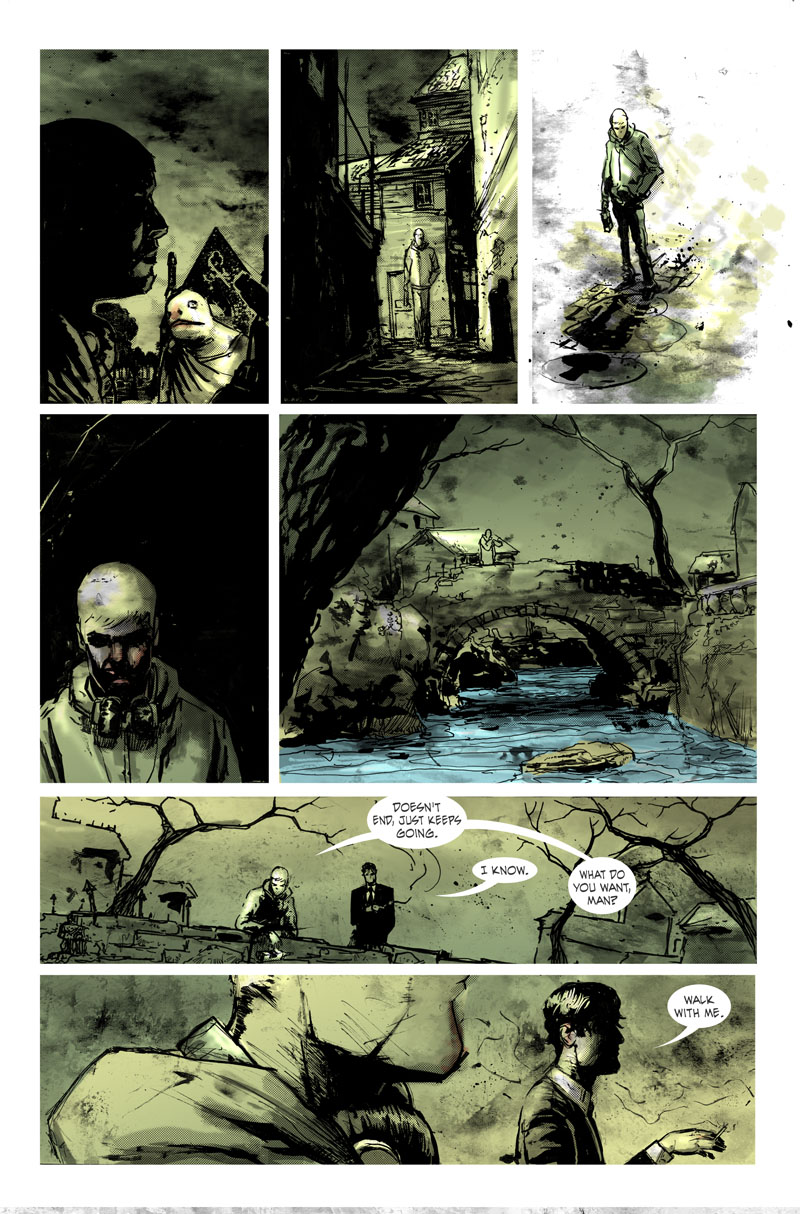 DOESN'T
END, JUST KEEPS
GOING.
I KNOW.
WHAT DO
YOU WANT,
MAN?
WALK
WITH ME.